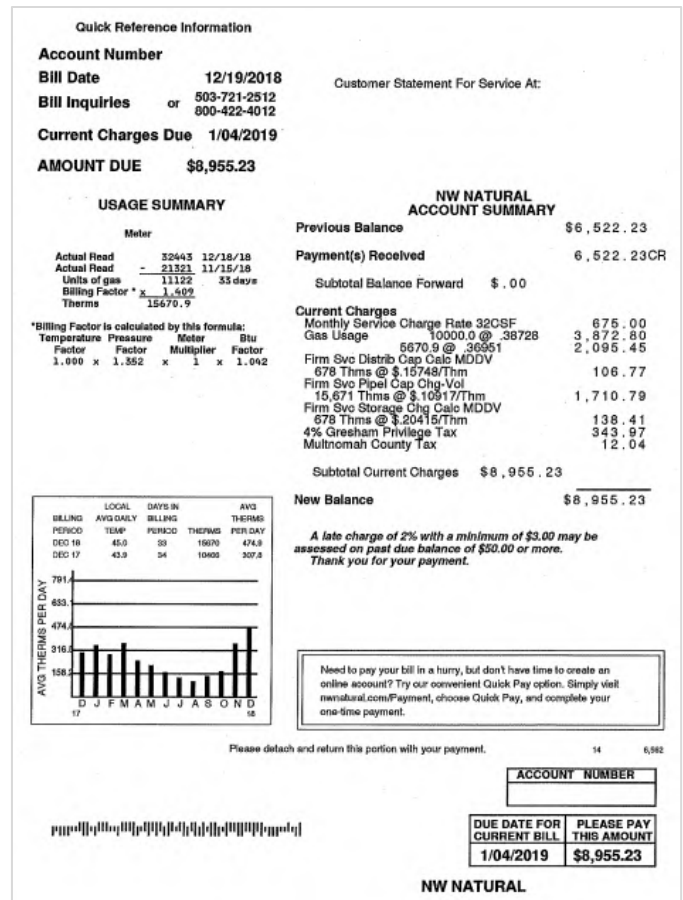 Quick Reference Information
Account Number
Bill Date 12/19/2018
Bill Inquiries or 503-721-2512
800-422-4012
Current Charges Due 1/04/2019
AMOUNT DUE $8,955.23
Customer Statement For Service At:
USAGE SUMMARY
Meter
Actual Read 32443 12/18/18
Actual Read - 21321 11/15/18
Units of gas 11122 33 days
Billing Factor * x 1.409
Therms 15670.9
*Billing Factor is calculated by this formula:
Temperature Pressure Meter Btu
Factor Factor Multiplier Factor
1.000 x 1.352 x 1 x 1.042
NW NATURAL
ACCOUNT SUMMARY
Previous Balance $6,522.23
Payment(s) Received 6,522.23CR
Subtotal Balance Forward $.00
Current Charges
Monthly Service Charge Rate 32CSF 675.00
Gas Usage 10000.0 @ .38728 3,872.80
5670.9 @ .36951 2,095.45
Firm Svc Distrib Cap Calc MDDV
678 Thms @ $.15748/Thm 106.77
Firm Svc Pipel Cap Chg-Vol
15,671 Thms @ $.10917/Thm 1,710.79
Firm Svc Storage Chg Calc MDDV
678 Thms @ $.20415/Thm 138.41
4% Gresham Privilege Tax 343.97
Multnomah County Tax 12.04
Subtotal Current Charges $8,955.23
New Balance $8,955.23
A late charge of 2% with a minimum of $3.00 may be
assessed on past due balance of $50.00 or more.
Thank you for your payment.
LOCAL DAYS IN AVG
BILLING AVG DAILY BILLING THERMS
PERIOD TEMP PERIOD THERMS PER DAY
DEC 18 45.0 33 15670 474.9
DEC 17 43.9 34 10466 307.8
AVG THERMS PER DAY
791.
633.
474.
316.
158.
D J F M A M J J A S O N D
17 18
Need to pay your bill in a hurry, but don't have time to create an
online account? Try our convenient Quick Pay option. Simply visit
nwnatural.com/Payment, choose Quick Pay, and complete your
one-time payment.
Please detach and return this portion with your payment. 14 6,562
ACCOUNT NUMBER
DUE DATE FOR CURRENT BILL
PLEASE PAY THIS AMOUNT
1/04/2019 $8,955.23
NW NATURAL